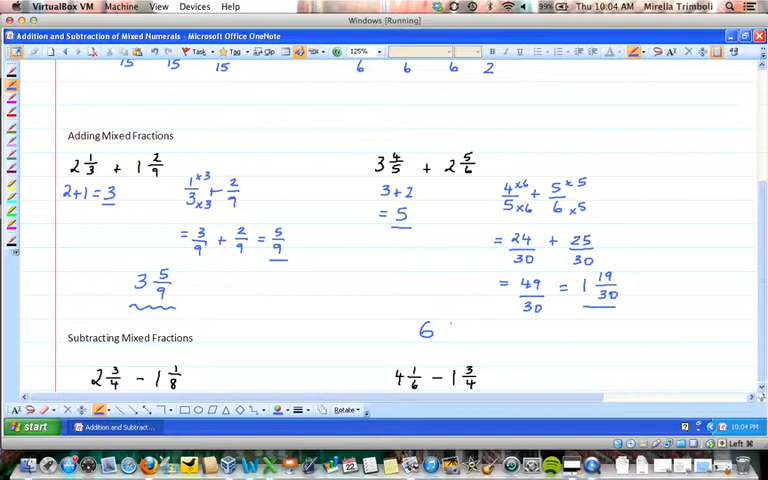 VirtualBox VM Machine View Devices Help 99% Thu 10:04 AM Mirella Trimboli
Windows [Running]
Addition and Subtraction of Mixed Numerals - Microsoft Office OneNote
125% Task Tag Clip B I U
15 15 15 6 6 6 2
Adding Mixed Fractions
2 1/3 + 1 2/9
2+1 = 3
1×3/3×3 + 2/9
= 3/9 + 2/9 = 5/9
3 5/9
3 4/5 + 2 5/6
3 + 2
= 5
4×6/5×6 + 5×5/6×5
= 24/30 + 25/30
= 49/30 = 1 19/30
6
Subtracting Mixed Fractions
2 3/4 - 1 1/8
4 1/6 - 1 3/4
Rotate
start Addition and Subtract... 10:04 PM
Left ⌘